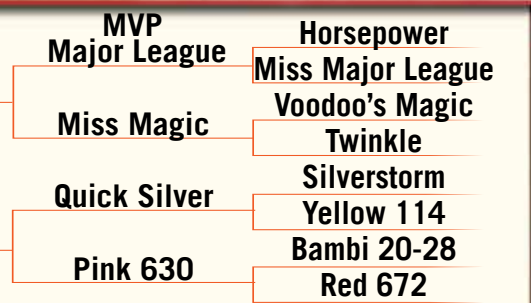 MVP
Major League
Horsepower
Miss Major League
Miss Magic
Voodoo's Magic
Twinkle
Quick Silver
Silverstorm
Yellow 114
Pink 630
Bambi 20-28
Red 672